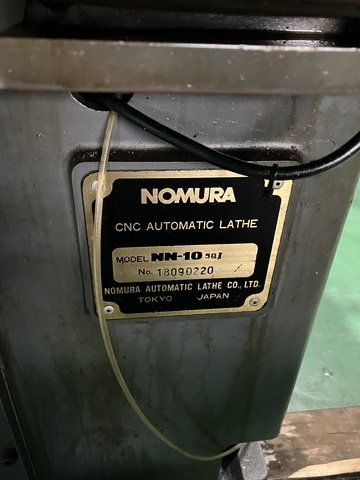 NOMURA
CNC AUTOMATIC LATHE
MODEL NN-10 SBI
No. 18090220
NOMURA AUTOMATIC LATHE CO., LTD.
TOKYO JAPAN